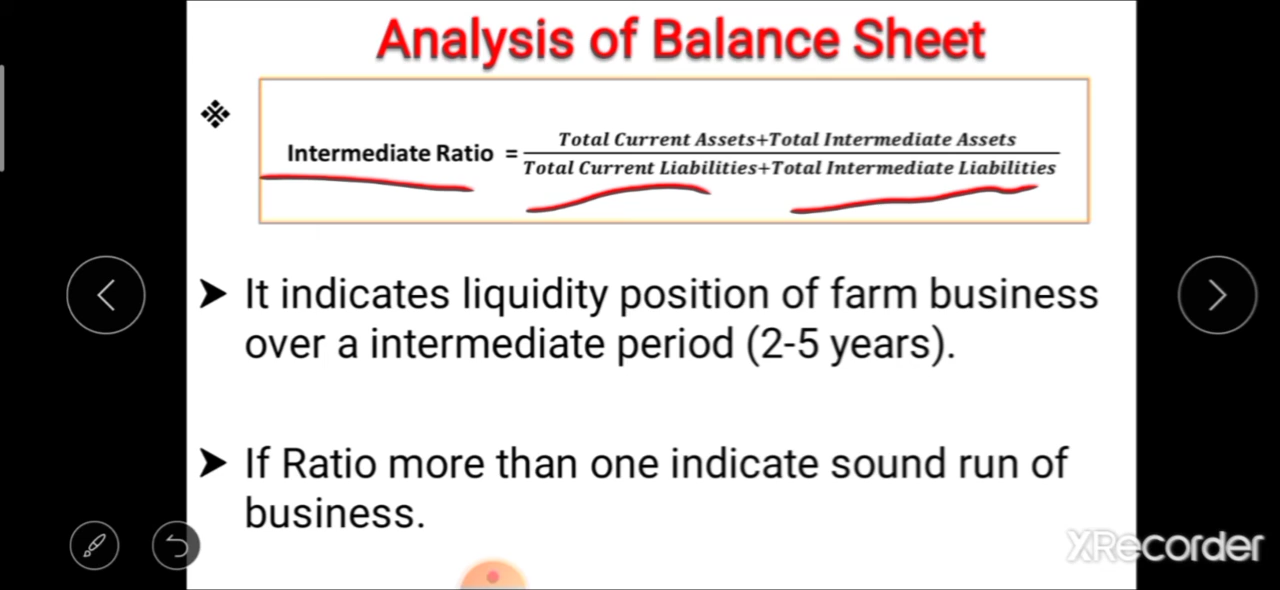 Analysis of Balance Sheet
Intermediate Ratio = Total Current Assets+Total Intermediate Assets
Total Current Liabilities+Total Intermediate Liabilities
It indicates liquidity position of farm business
over a intermediate period (2-5 years).
If Ratio more than one indicate sound run of
business.
XRecorder